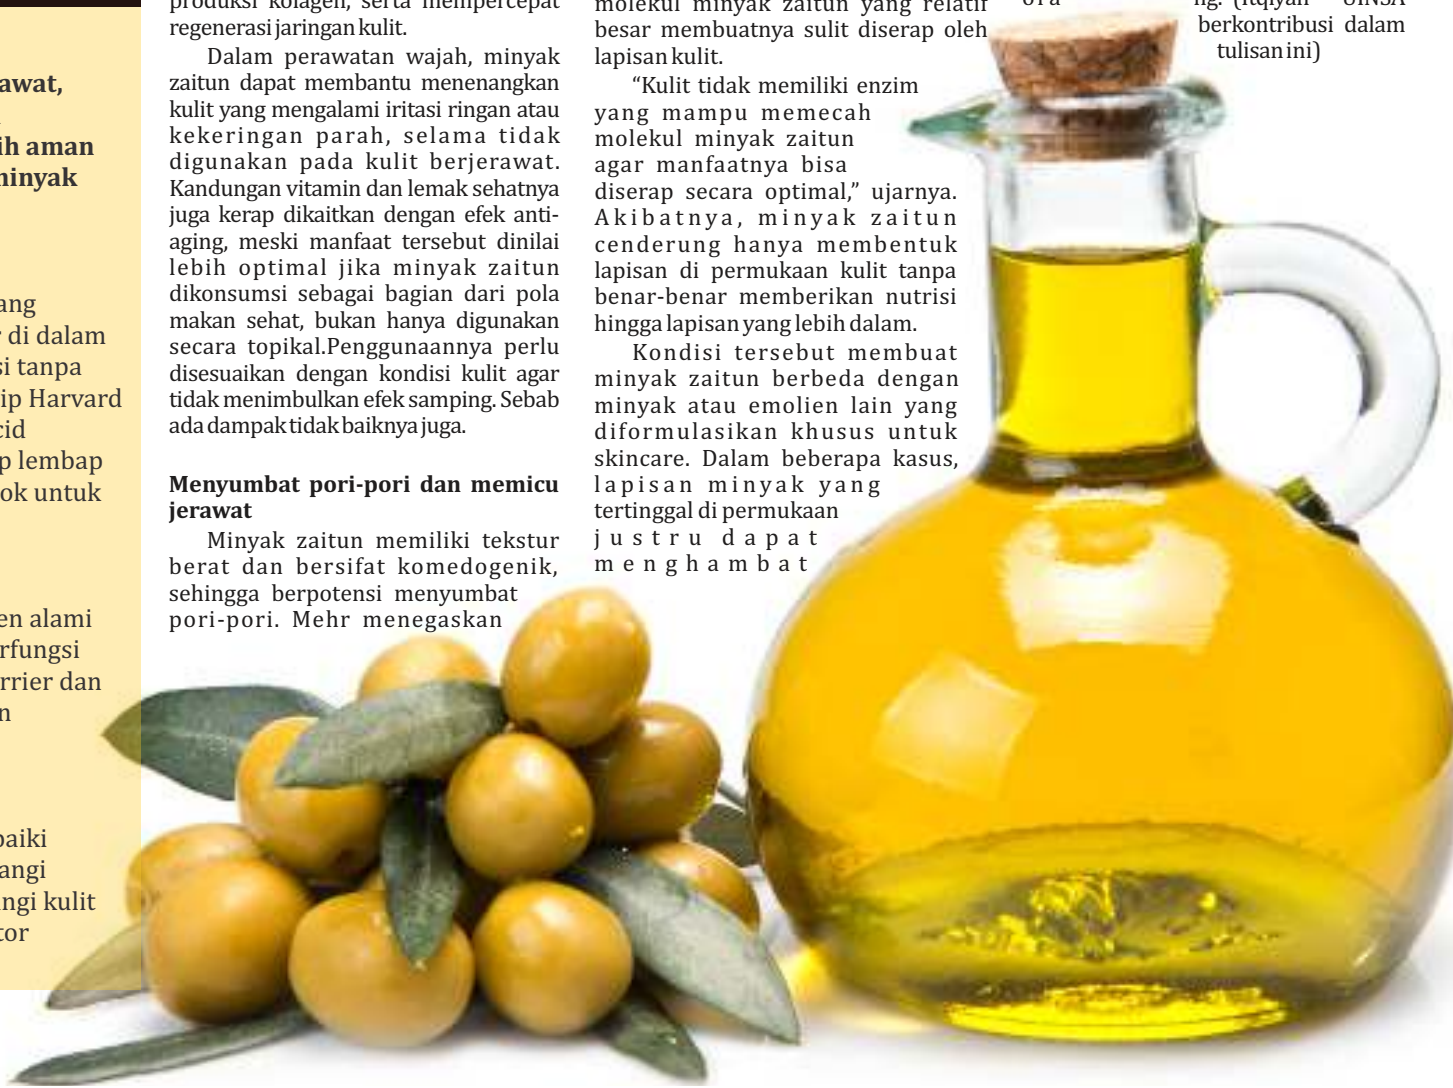 awat,
ih aman
minyak
ang
r di dalam
si tanpa
ip Harvard
cid
p lembap
ok untuk
en alami
rfungsi
rrier dan
n
paiki
angi
ngi kulit
tor
produksi kolagen, serta mempercepat
regenerasi jaringan kulit.
Dalam perawatan wajah, minyak
zaitun dapat membantu menenangkan
kulit yang mengalami iritasi ringan atau
kekeringan parah, selama tidak
digunakan pada kulit berjerawat.
Kandungan vitamin dan lemak sehatnya
juga kerap dikaitkan dengan efek anti-
aging, meski manfaat tersebut dinilai
lebih optimal jika minyak zaitun
dikonsumsi sebagai bagian dari pola
makan sehat, bukan hanya digunakan
secara topikal.Penggunaannya perlu
disesuaikan dengan kondisi kulit agar
tidak menimbulkan efek samping. Sebab
ada dampak tidak baiknya juga.
Menyumbat pori-pori dan memicu
jerawat
Minyak zaitun memiliki tekstur
berat dan bersifat komedogenik,
sehingga berpotensi menyumbat
pori-pori. Mehr menegaskan
molekul minyak zaitun yang relatif
besar membuatnya sulit diserap oleh
lapisan kulit.
“Kulit tidak memiliki enzim
yang mampu memecah
molekul minyak zaitun
agar manfaatnya bisa
diserap secara optimal,” ujarnya.
Akibatnya, minyak zaitun
cenderung hanya membentuk
lapisan di permukaan kulit tanpa
benar-benar memberikan nutrisi
hingga lapisan yang lebih dalam.
Kondisi tersebut membuat
minyak zaitun berbeda dengan
minyak atau emolien lain yang
diformulasikan khusus untuk
skincare. Dalam beberapa kasus,
lapisan minyak yang
tertinggal di permukaan
justru dapat
menghambat
UINSA
berkontribusi dalam
tulisan ini)